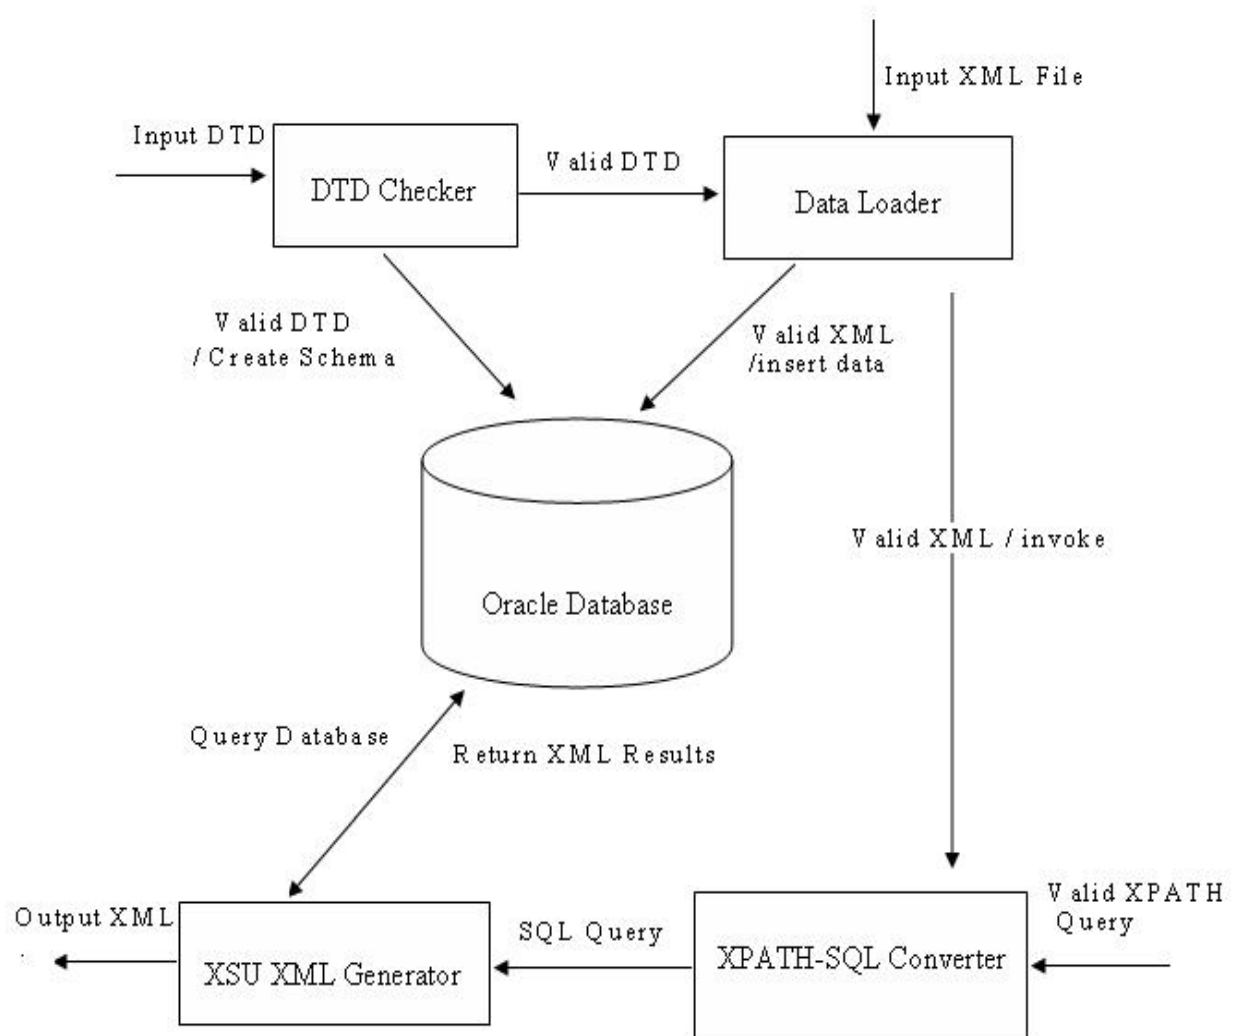 Input XML File
Input DTD
Valid DTD
DTD Checker
Data Loader
Valid DTD
/ Create Schema
Valid XML
/insert data
Valid XML / invoke
Oracle Database
Query Database
Return XML Results
Output XML
SQL Query
Valid XPATH
Query
XSU XML Generator
XPATH-SQL Converter